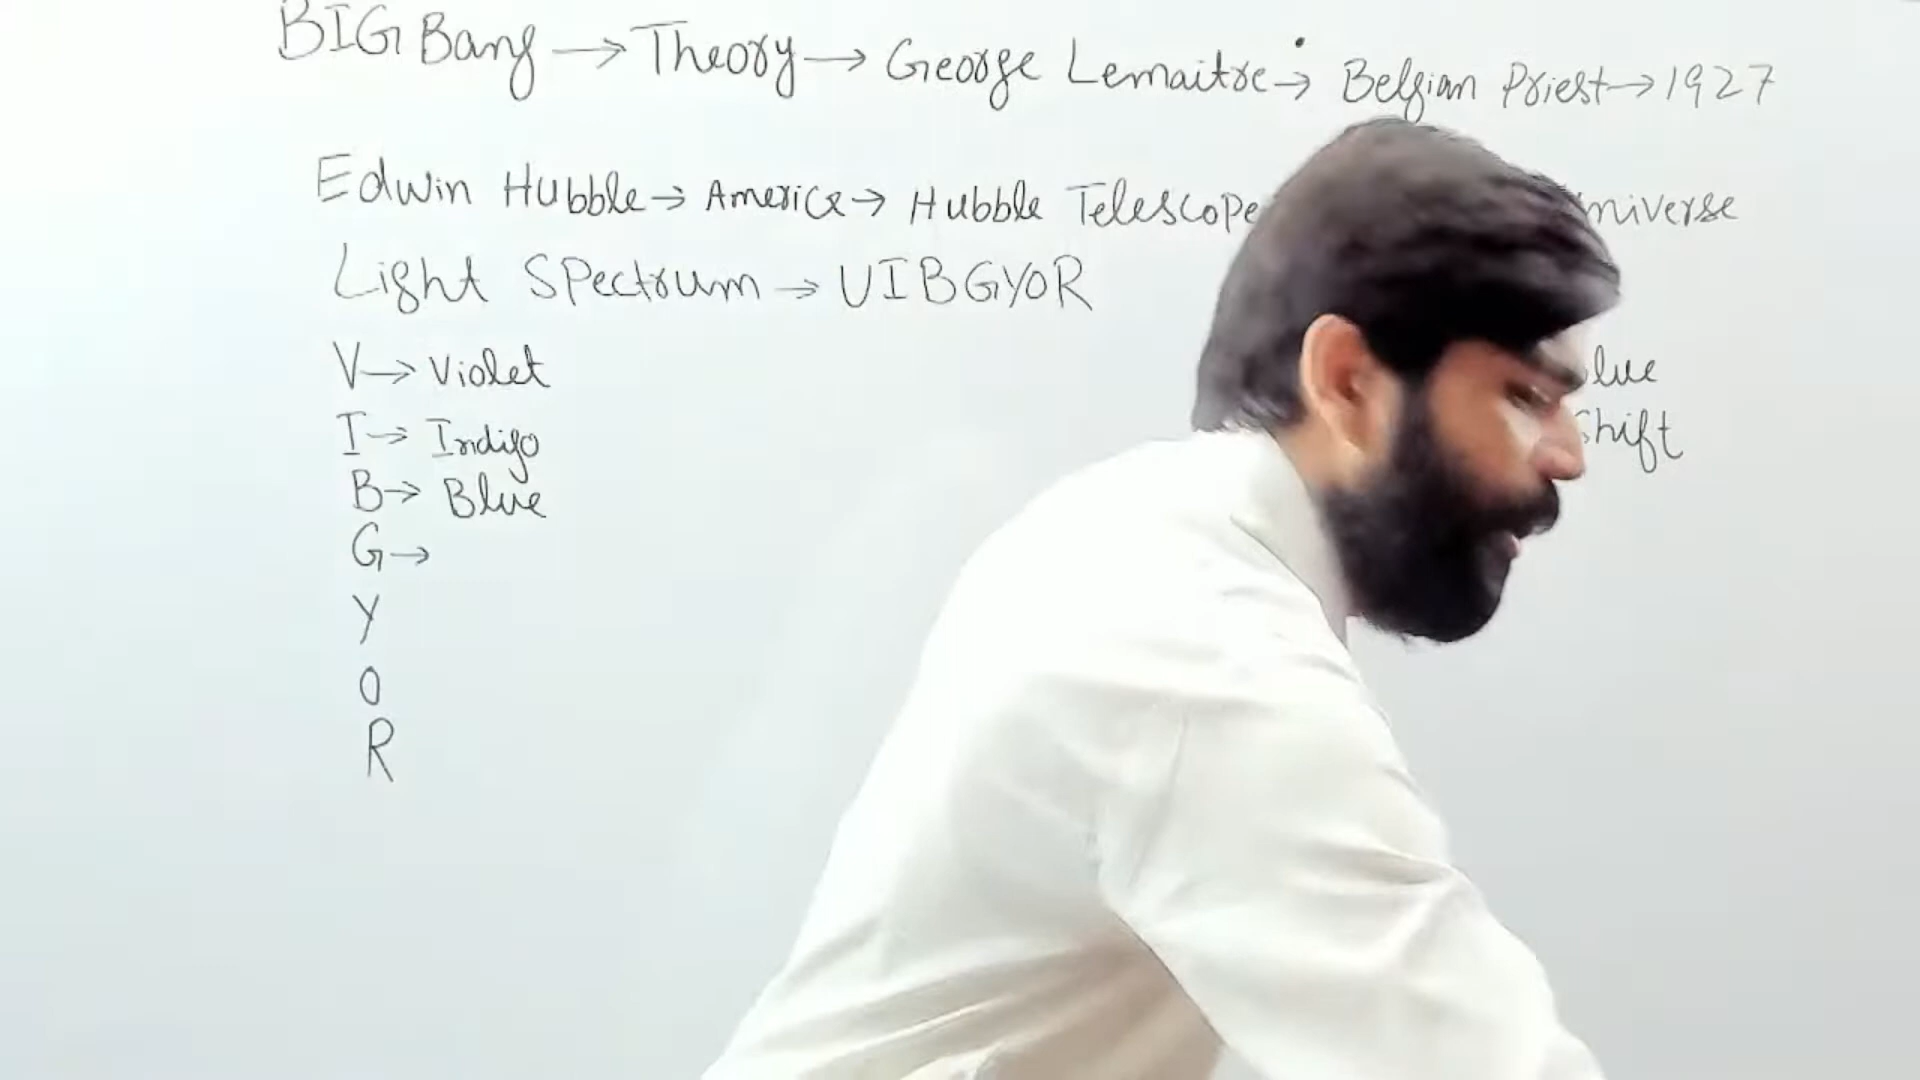 BIG Bang → Theory → George Lemaitre → Belgian Priest → 1927
Edwin Hubble → America → Hubble Telescope
Light Spectrum → VIBGYOR
V → Violet
I → Indigo
B → Blue
G →
Y
O
R
Shift